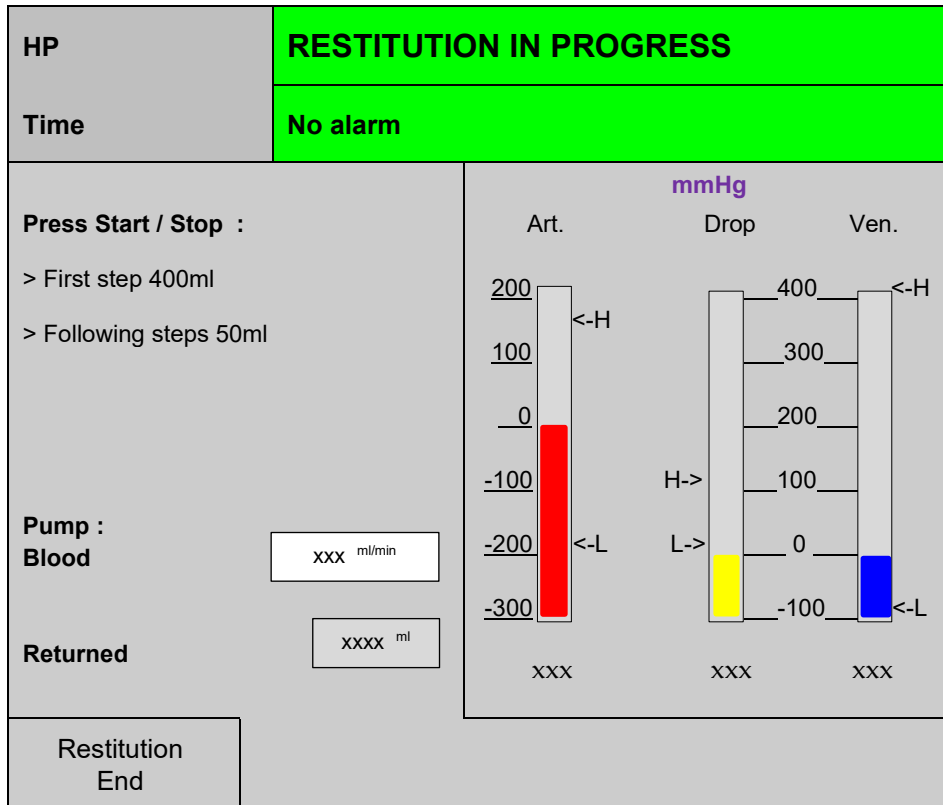 HP
RESTITUTION IN PROGRESS
Time
No alarm
Press Start / Stop :
> First step 400ml
> Following steps 50ml
Pump :
Blood
xxx ml/min
Returned
xxxx ml
mmHg
Art. Drop Ven.
200 400 <-H
<-H
100 300
0 200
-100 H-> 100
-200 <-L L-> 0
-300 -100 <-L
xxx xxx xxx
Restitution
End